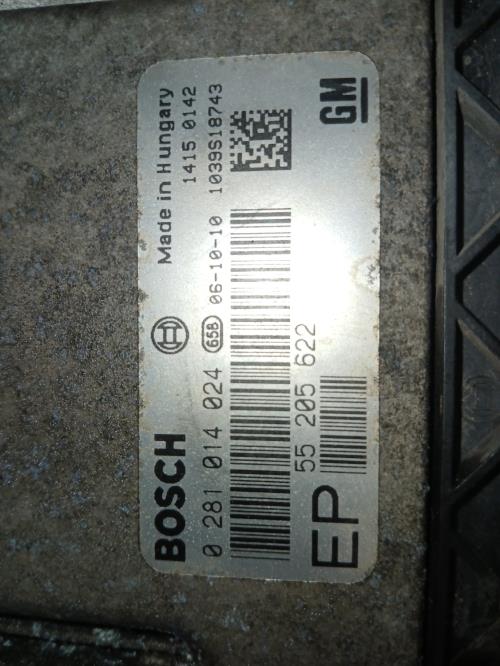 Made in Hungary
1415 0142
BOSCH
658 06-10-10 1039S18743
0 281 014 024
GM
55 205 622
EP